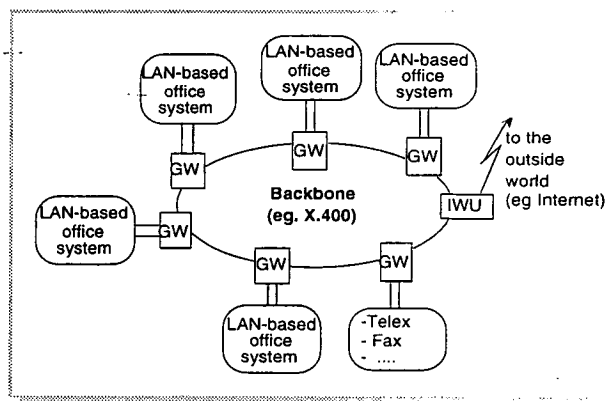 LAN-based
office
system
LAN-based
office
system
LAN-based
office
system
GW
GW
GW
to the
outside
world
(eg Internet)
Backbone
(eg. X.400)
IWU
LAN-based
office
system
GW
GW
GW
LAN-based
office
system
-Telex
- Fax
- ....